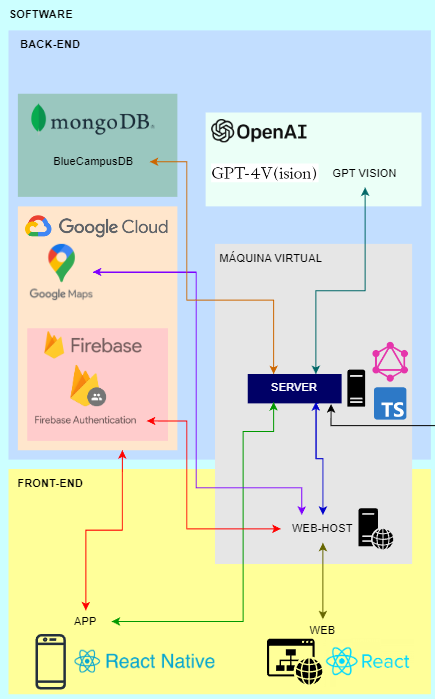 SOFTWARE
BACK-END
mongoDB®
BlueCampusDB
OpenAI
GPT-4V(ision) GPT VISION
Google Cloud
Google Maps
Firebase
Firebase Authentication
MÁQUINA VIRTUAL
SERVER
TS
WEB-HOST
FRONT-END
APP
React Native
WEB
React